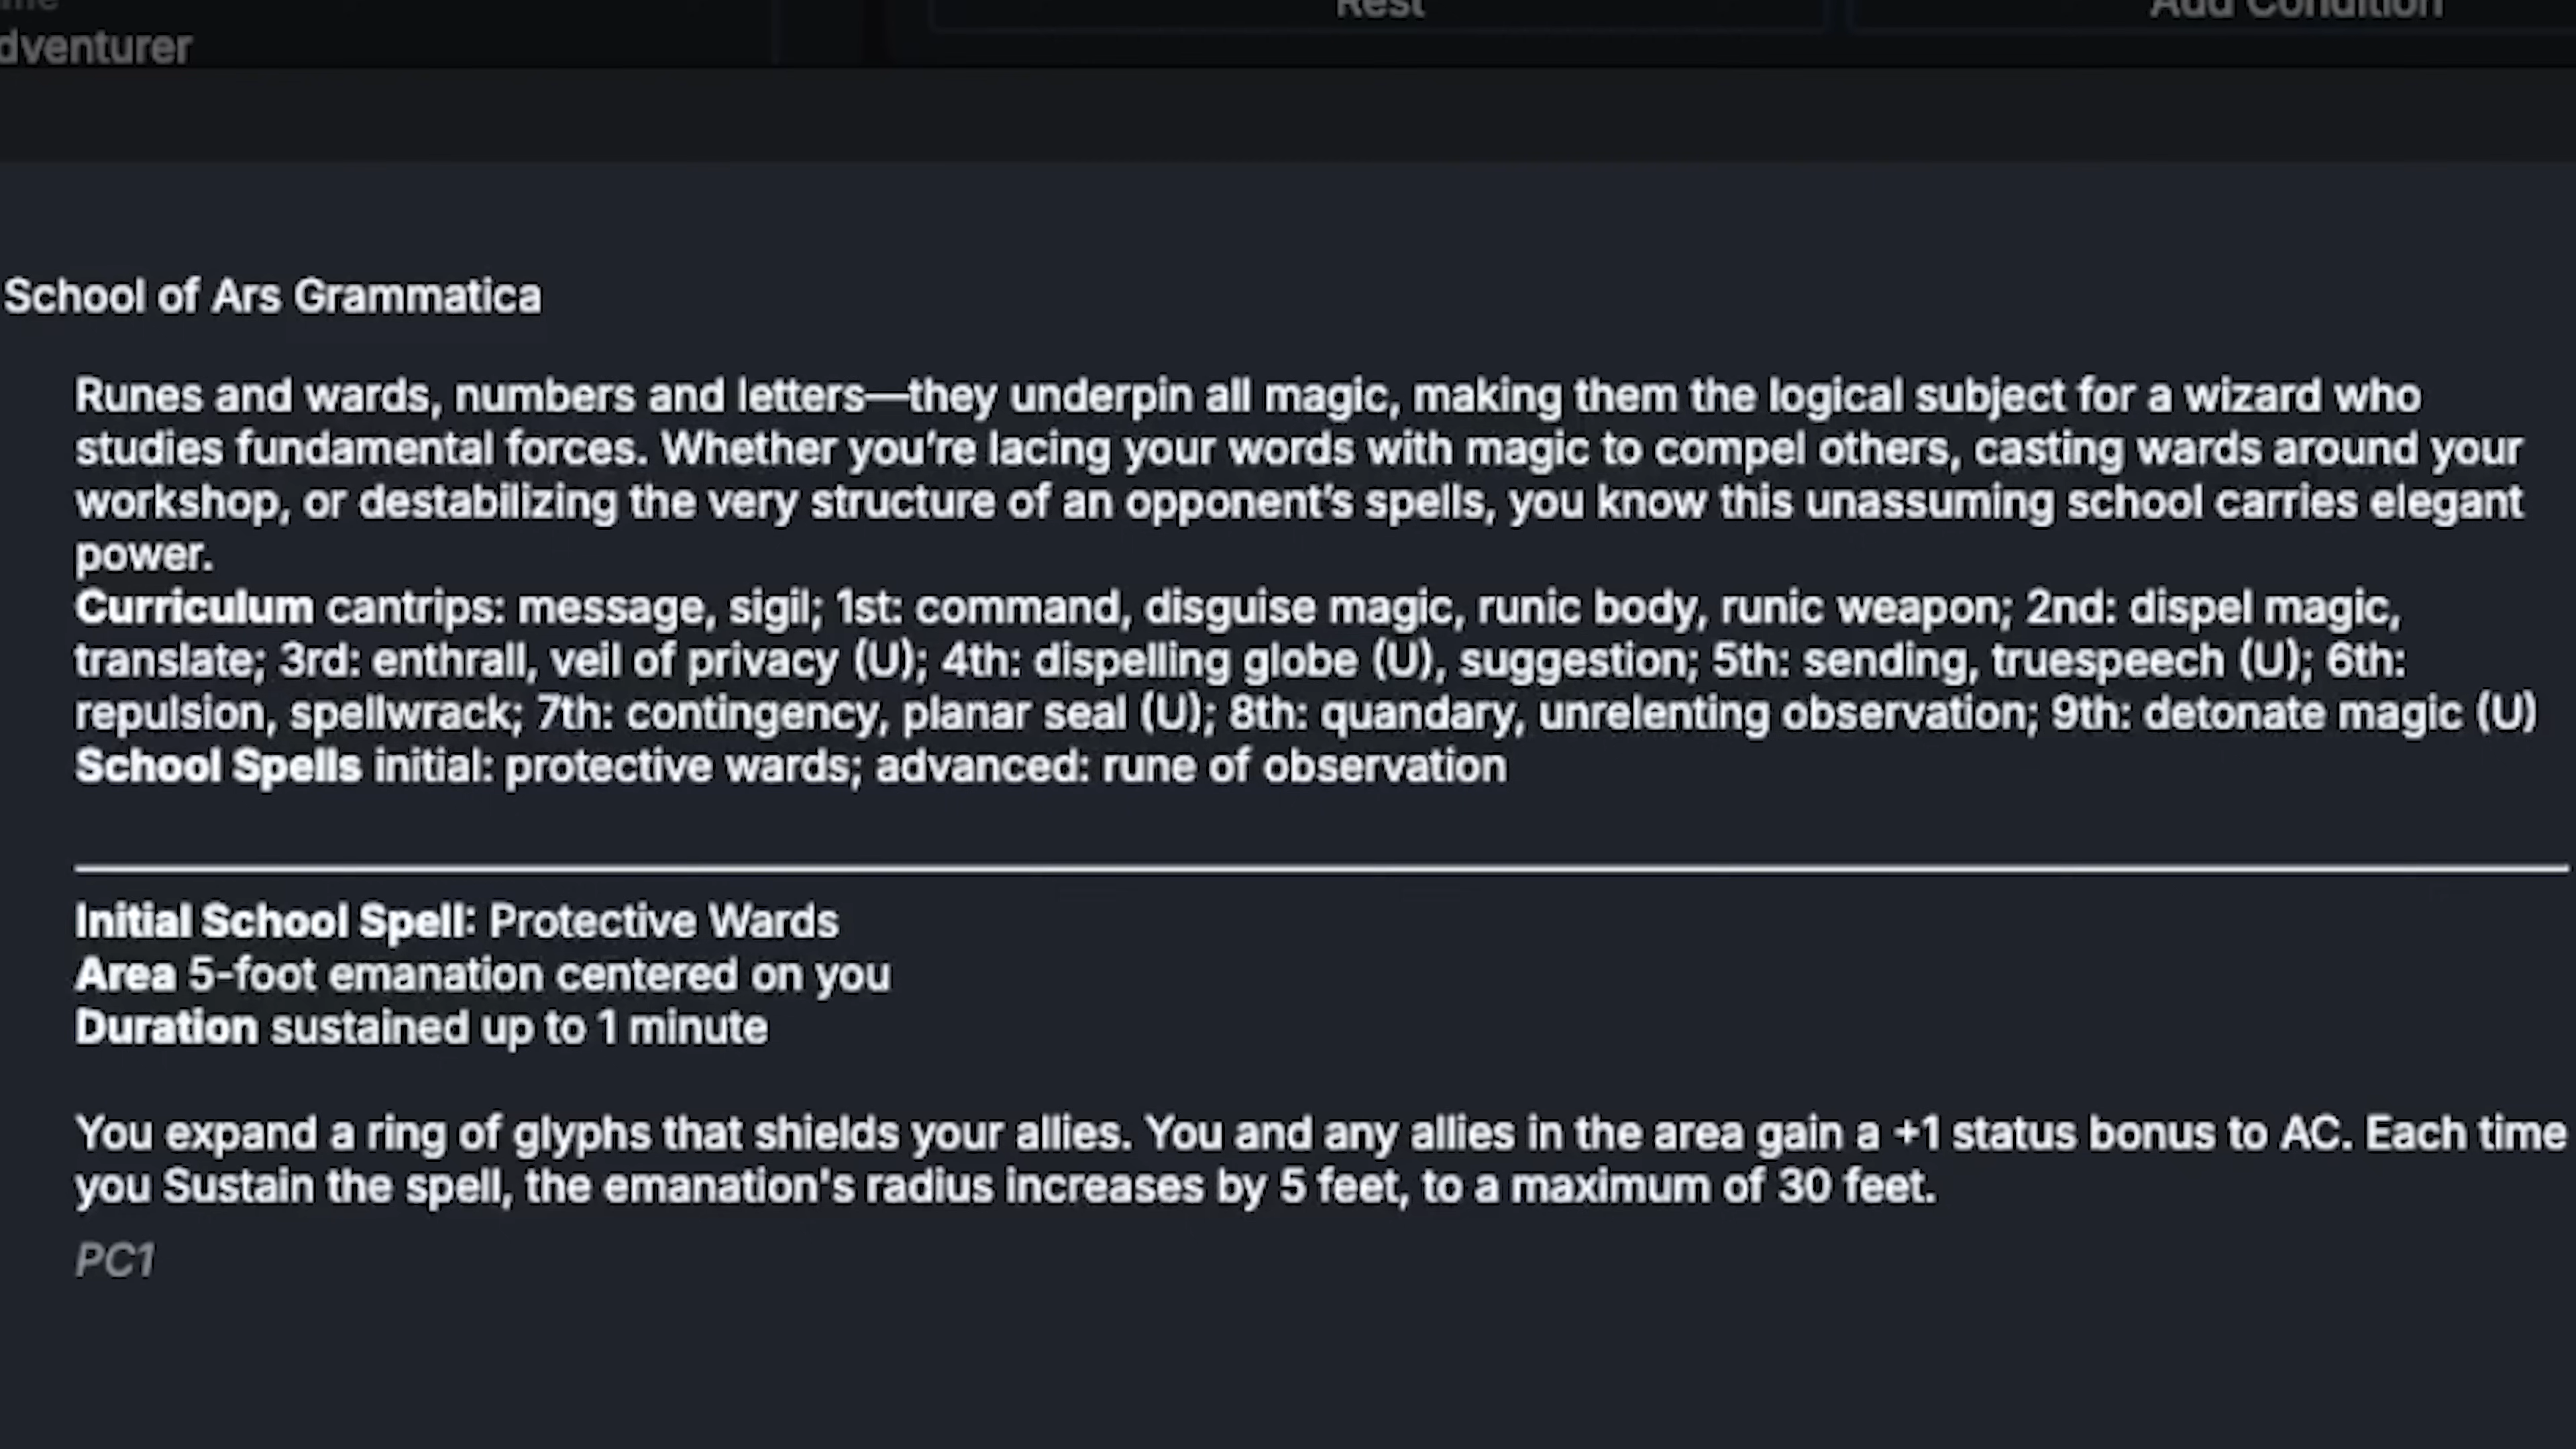 dventurer
Rest
Add Condition
School of Ars Grammatica
Runes and wards, numbers and letters—they underpin all magic, making them the logical subject for a wizard who
studies fundamental forces. Whether you’re lacing your words with magic to compel others, casting wards around your
workshop, or destabilizing the very structure of an opponent’s spells, you know this unassuming school carries elegant
power.
Curriculum cantrips: message, sigil; 1st: command, disguise magic, runic body, runic weapon; 2nd: dispel magic,
translate; 3rd: enthrall, veil of privacy (U); 4th: dispelling globe (U), suggestion; 5th: sending, truespeech (U); 6th:
repulsion, spellwrack; 7th: contingency, planar seal (U); 8th: quandary, unrelenting observation; 9th: detonate magic (U)
School Spells initial: protective wards; advanced: rune of observation
Initial School Spell: Protective Wards
Area 5-foot emanation centered on you
Duration sustained up to 1 minute
You expand a ring of glyphs that shields your allies. You and any allies in the area gain a +1 status bonus to AC. Each time
you Sustain the spell, the emanation's radius increases by 5 feet, to a maximum of 30 feet.
PC1